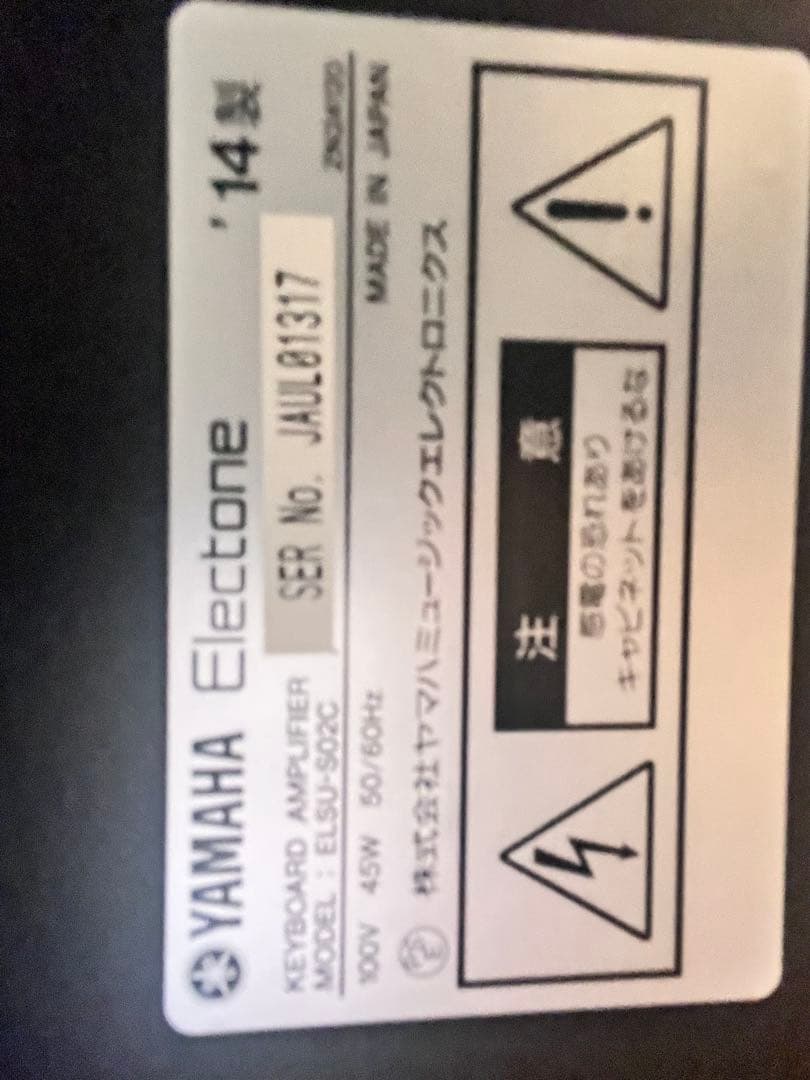 YAMAHA Electone '14製
KEYBOARD AMPLIFIER
MODEL : ELSU-S02C
SER No. JAUL01317
100V 45W 50/60Hz
MADE IN JAPAN
株式会社ヤマハミュージックエレクトロニクス
注 意
感電の恐れあり
キャビネットをあけるな